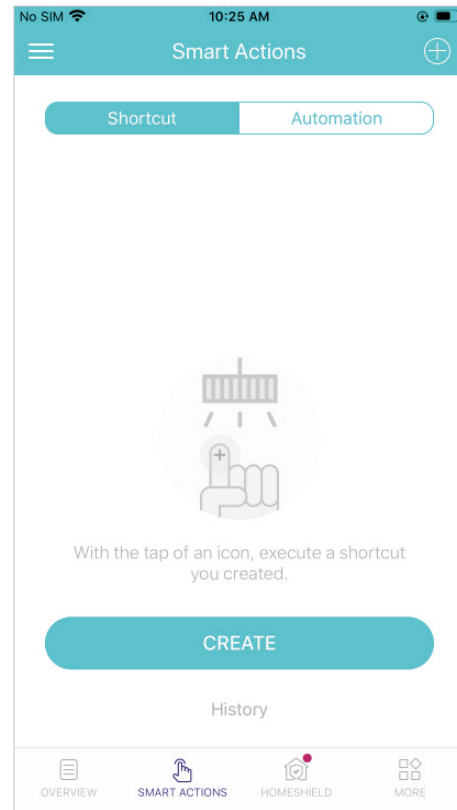 No SIM 10:25 AM
Smart Actions
Shortcut Automation
With the tap of an icon, execute a shortcut
you created.
CREATE
History
OVERVIEW SMART ACTIONS HOMESHIELD MORE